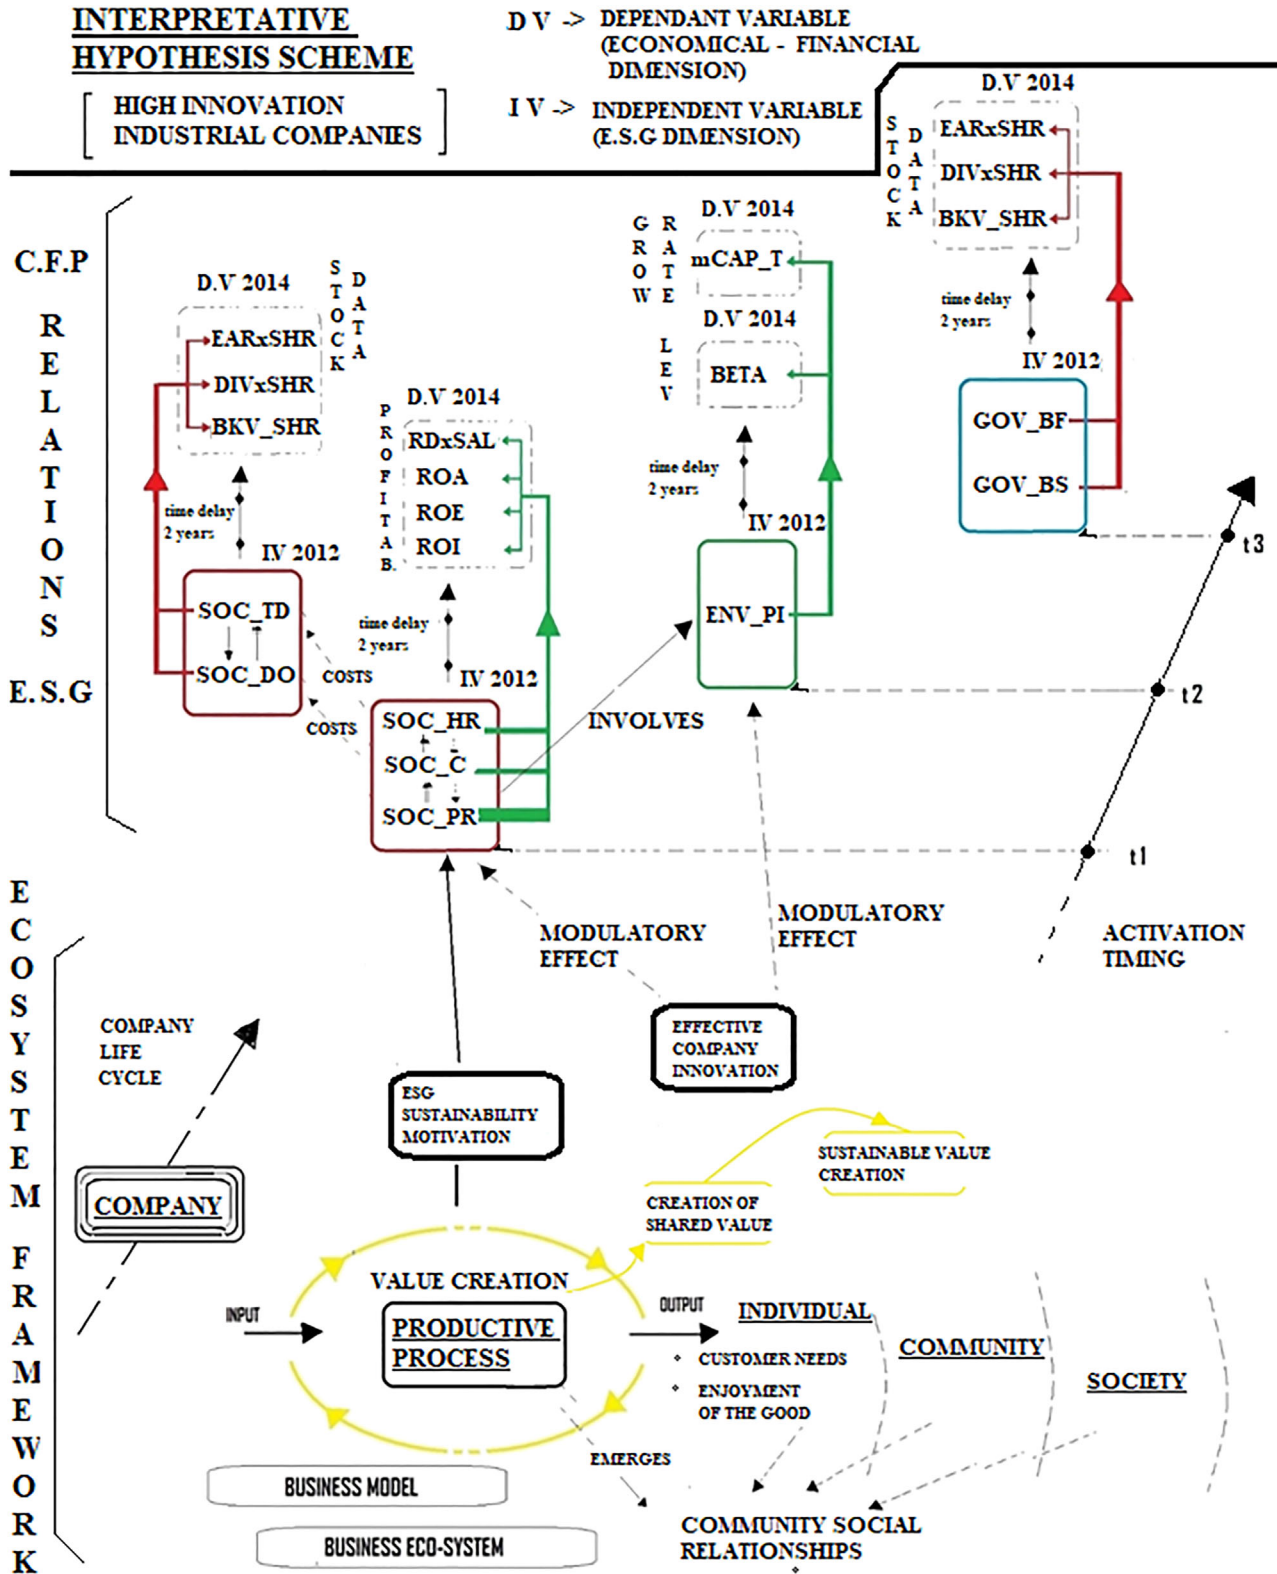 INTERPRETATIVE
HYPOTHESIS SCHEME
HIGH INNOVATION
INDUSTRIAL COMPANIES
D V -> DEPENDANT VARIABLE
(ECONOMICAL - FINANCIAL
DIMENSION)
I V -> INDEPENDENT VARIABLE
(E.S.G DIMENSION)
D.V 2014
STOCK
DATA
EARxSHR
DIVxSHR
BKV_SHR
time delay
2 years
I.V 2012
GOV_BF
GOV_BS
t3
D.V 2014
GROW
RATE
mCAP_T
D.V 2014
LEV
BETA
time delay
2 years
I.V 2012
ENV_PI
t2
C.F.P
RELATIONS
E.S.G
D.V 2014
STOCK
DATA
EARxSHR
DIVxSHR
BKV_SHR
time delay
2 years
I.V 2012
SOC_TD
SOC_DO
COSTS
COSTS
D.V 2014
PROFITAB.
RDxSAL
ROA
ROE
ROI
time delay
2 years
I.V 2012
SOC_HR
SOC_C
SOC_PR
INVOLVES
t1
MODULATORY
EFFECT
MODULATORY
EFFECT
ACTIVATION
TIMING
ECOSYSTEM FRAMEWORK
COMPANY
LIFE
CYCLE
EFFECTIVE
COMPANY
INNOVATION
ESG
SUSTAINABILITY
MOTIVATION
SUSTAINABLE VALUE
CREATION
COMPANY
CREATION OF
SHARED VALUE
VALUE CREATION
INPUT
PRODUCTIVE
PROCESS
OUTPUT
INDIVIDUAL
CUSTOMER NEEDS
ENJOYMENT
OF THE GOOD
COMMUNITY
SOCIETY
EMERGES
BUSINESS MODEL
COMMUNITY SOCIAL
RELATIONSHIPS
BUSINESS ECO-SYSTEM